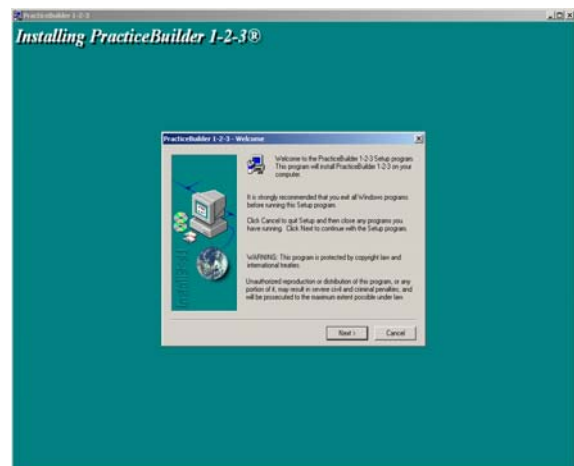 PracticeBuilder 1-2-3
Installing PracticeBuilder 1-2-3®
PracticeBuilder 1-2-3 - Welcome
Welcome to the PracticeBuilder 1-2-3 Setup program.
This program will install PracticeBuilder 1-2-3 on your
computer.
It is strongly recommended that you exit all Windows programs
before running this Setup program.
Click Cancel to quit Setup and then close any programs you
have running. Click Next to continue with the Setup program.
WARNING: This program is protected by copyright law and
international treaties.
Unauthorized reproduction or distribution of this program, or any
portion of it, may result in severe civil and criminal penalties, and
will be prosecuted to the maximum extent possible under law.
Next >
Cancel